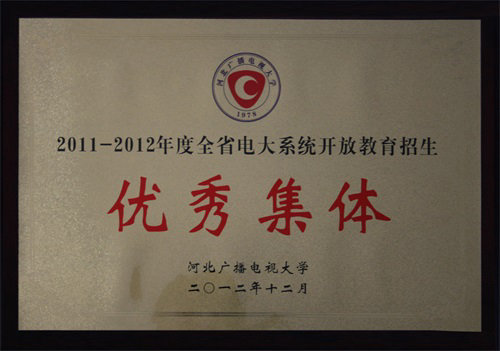 河北广播电视大学
1978
2011-2012年度全省电大系统开放教育招生
优秀集体
河北广播电视大学
二〇一二年十二月